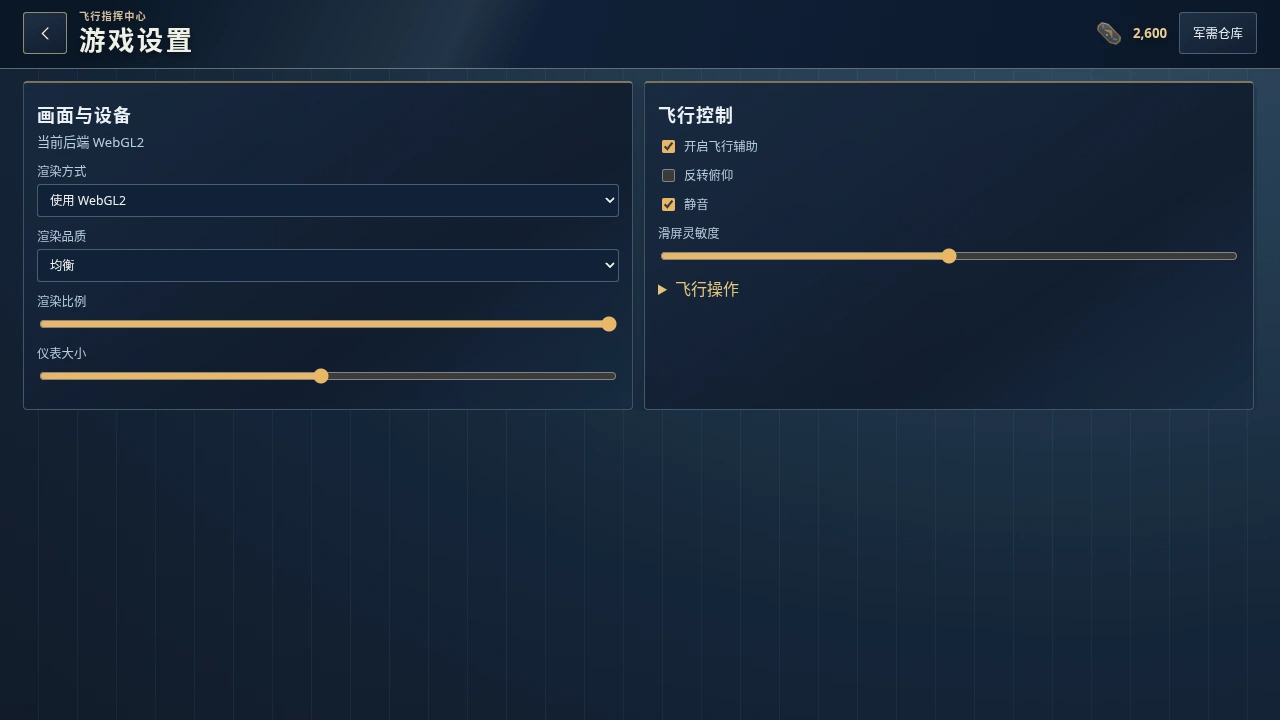 飞行指挥中心
游戏设置
2,600
军需仓库
画面与设备
当前后端 WebGL2
渲染方式
使用 WebGL2
渲染品质
均衡
渲染比例
仪表大小
飞行控制
开启飞行辅助
反转俯仰
静音
滑屏灵敏度
飞行操作